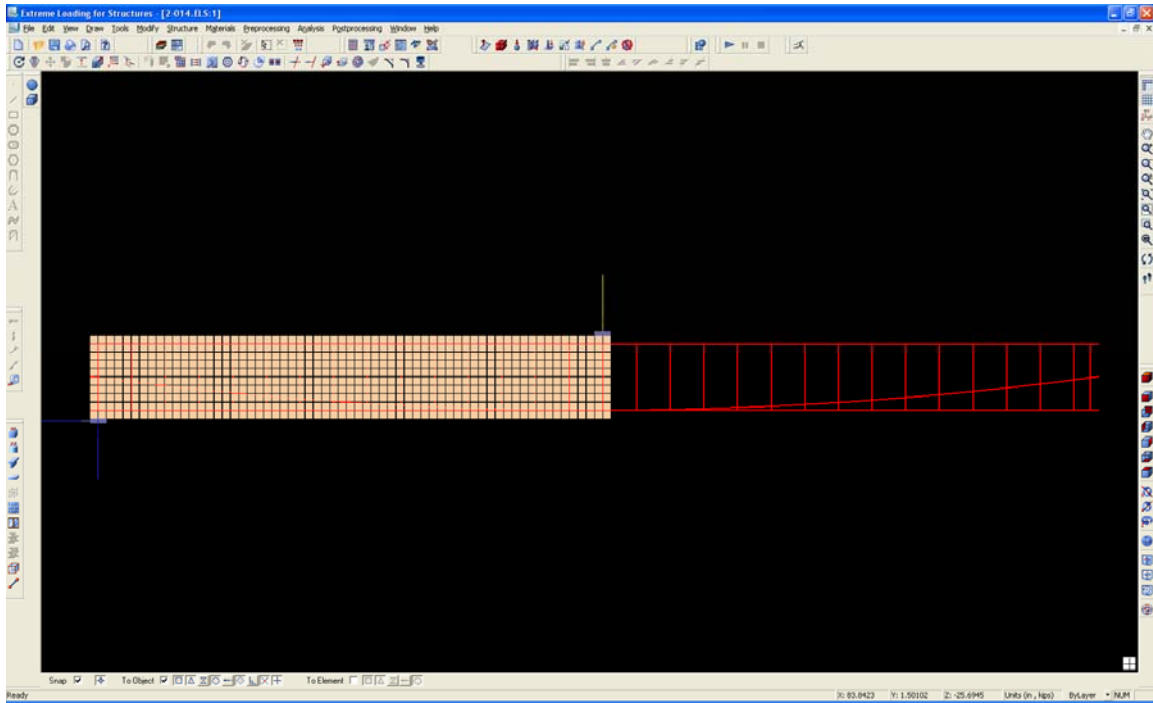 Extreme Loading for Structures - [2-014.ELS:1]
File Edit View Draw Tools Modify Structure Materials Preprocessing Analysis Postprocessing Window Help
Snap To Object To Element
Ready X: 83.8423 Y: 1.50102 Z: -25.6945 Units (in , kips) ByLayer NUM